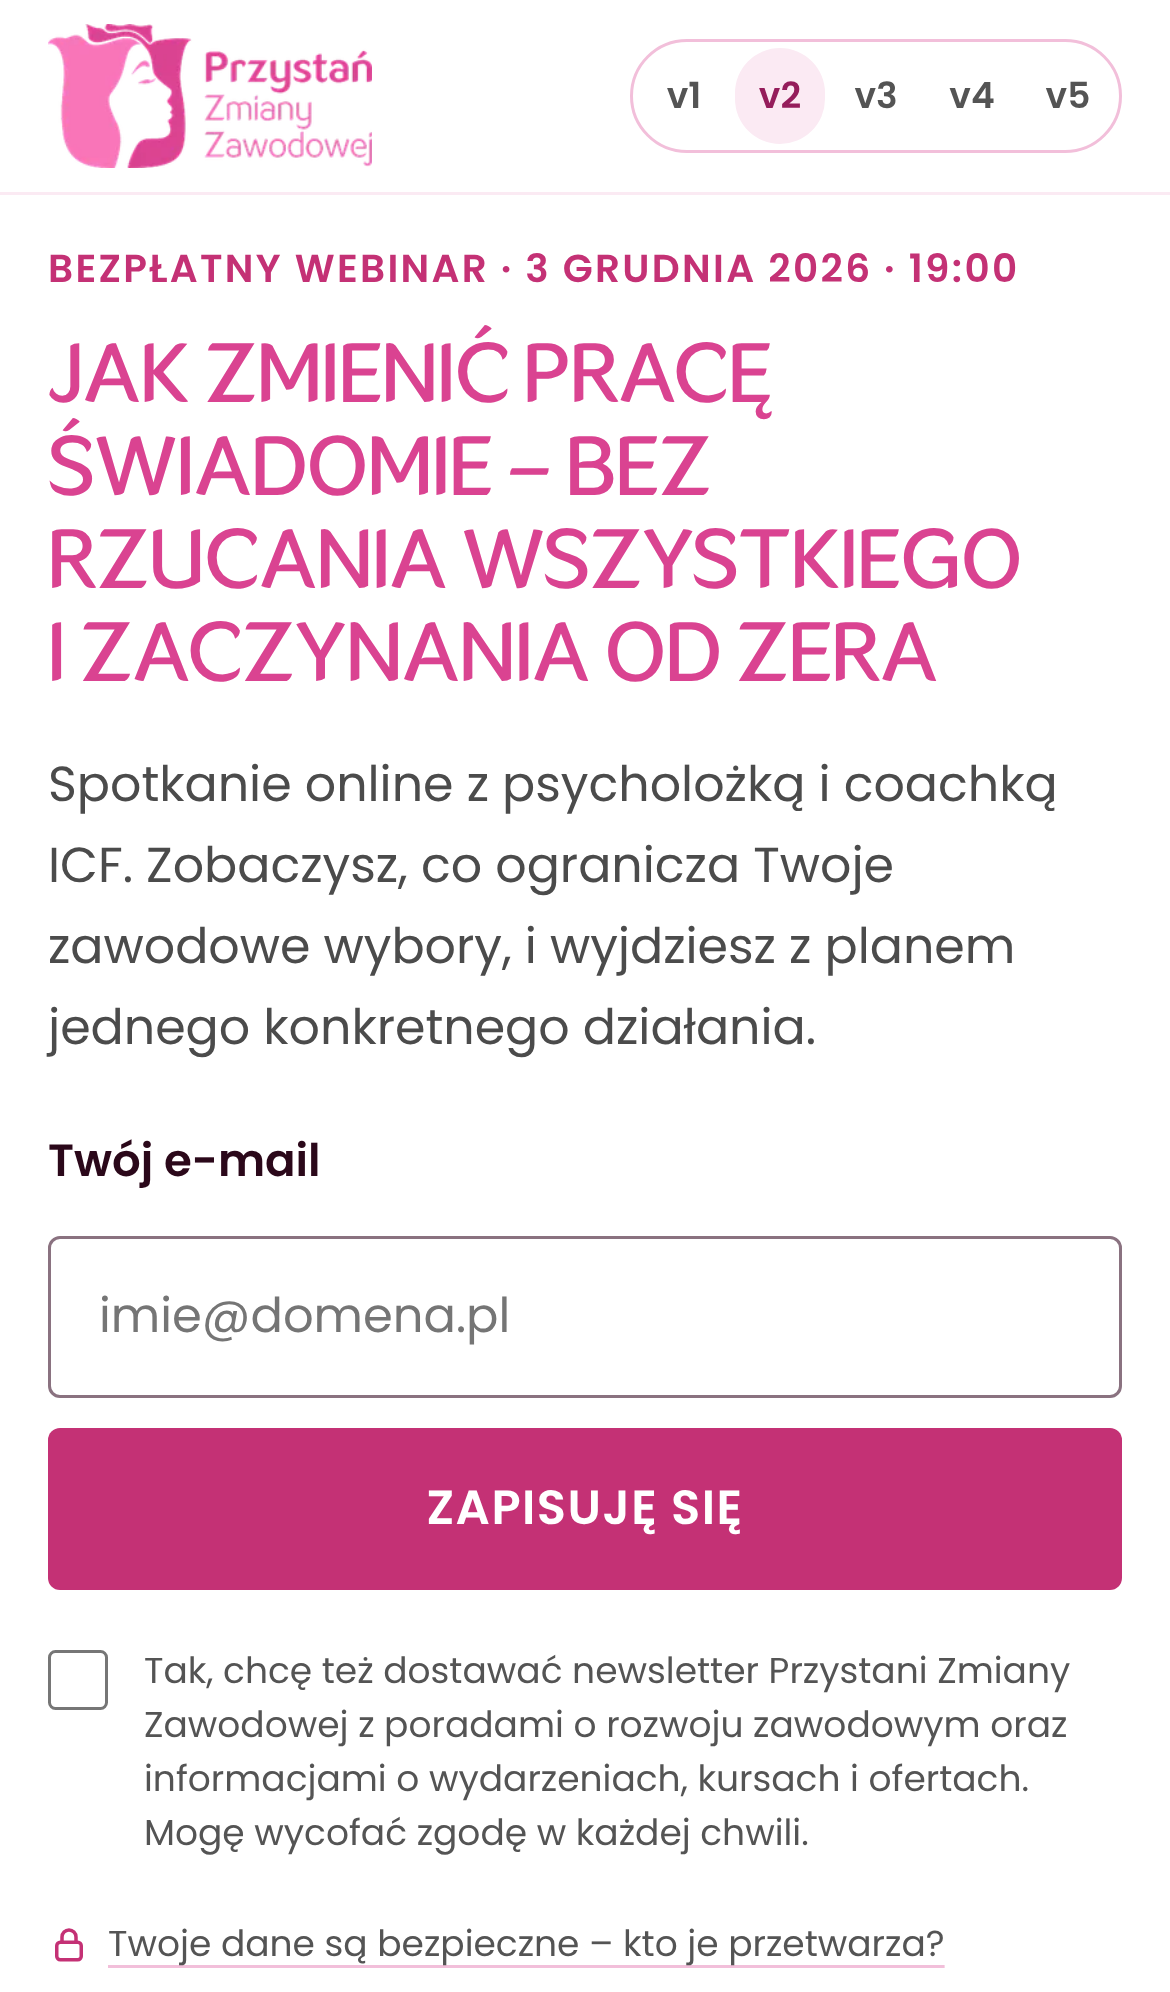 Przystań
Zmiany
Zawodowej
v1 v2 v3 v4 v5
BEZPŁATNY WEBINAR · 3 GRUDNIA 2026 · 19:00
JAK ZMIENIĆ PRACĘ
ŚWIADOMIE – BEZ
RZUCANIA WSZYSTKIEGO
I ZACZYNANIA OD ZERA
Spotkanie online z psycholożką i coachką
ICF. Zobaczysz, co ogranicza Twoje
zawodowe wybory, i wyjdziesz z planem
jednego konkretnego działania.
Twój e-mail
imie@domena.pl
ZAPISUJĘ SIĘ
Tak, chcę też dostawać newsletter Przystani Zmiany
Zawodowej z poradami o rozwoju zawodowym oraz
informacjami o wydarzeniach, kursach i ofertach.
Mogę wycofać zgodę w każdej chwili.
Twoje dane są bezpieczne – kto je przetwarza?